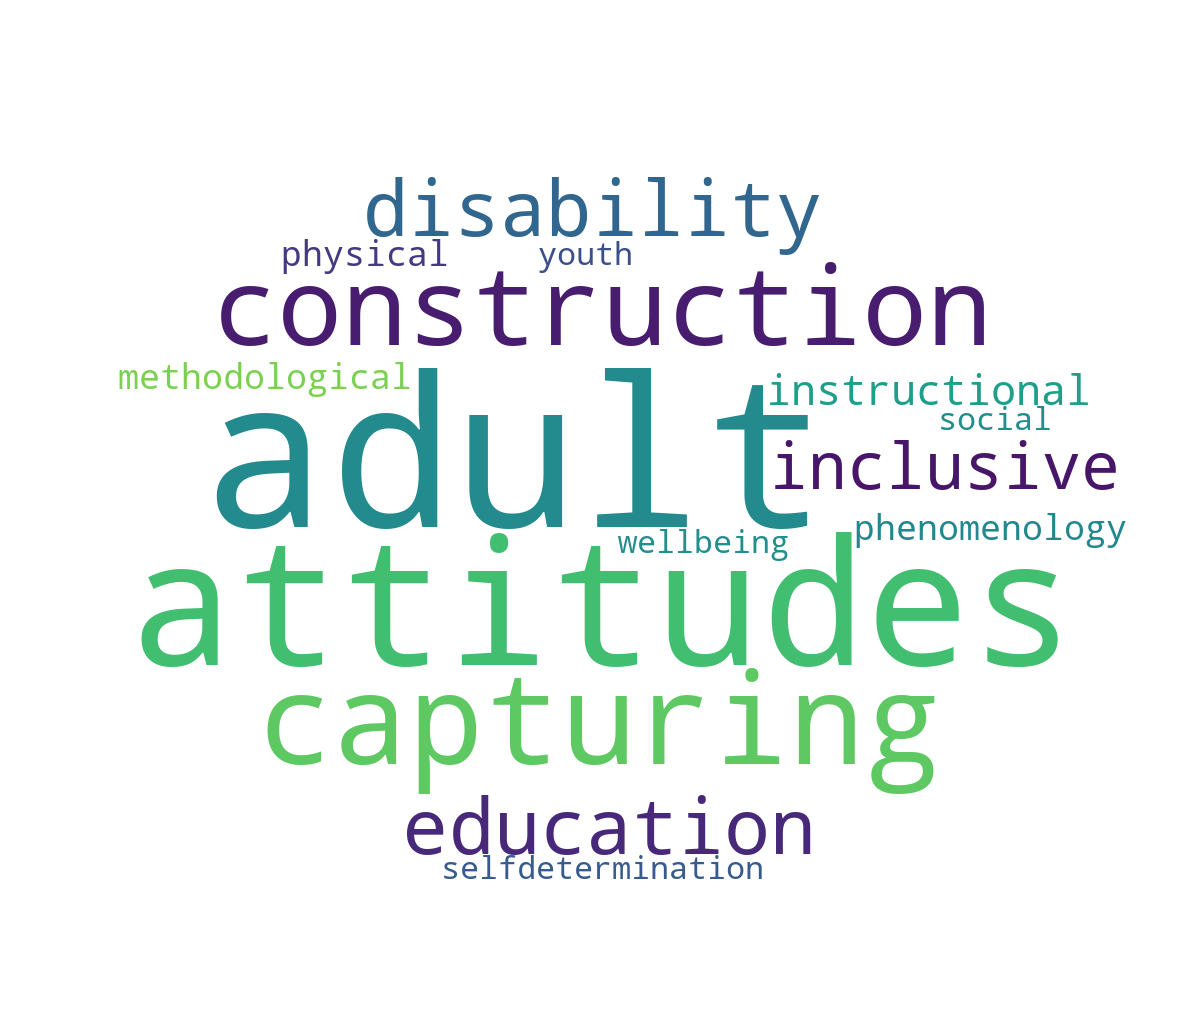 disability
physical youth
construction
methodological
adult
instructional
social
inclusive
phenomenology
wellbeing
attitudes
capturing
education
selfdetermination